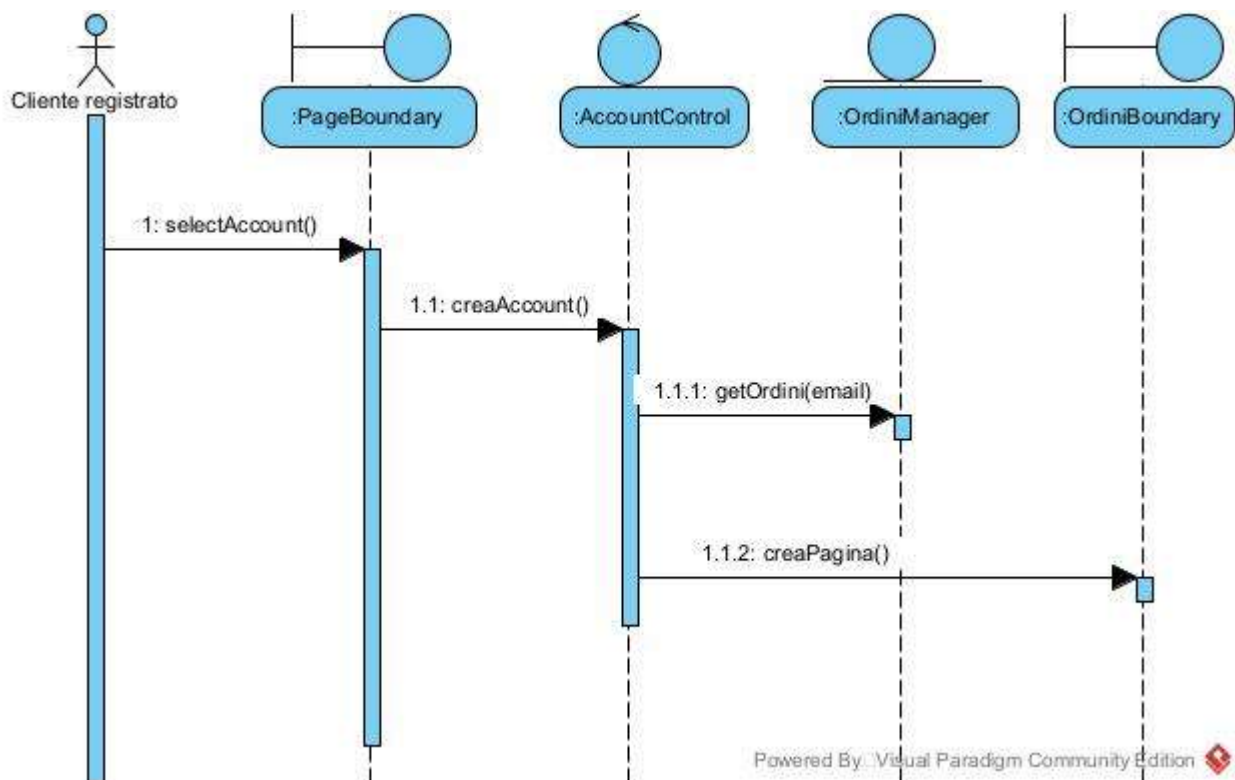 Cliente registrato
:PageBoundary
:AccountControl
:OrdiniManager
:OrdiniBoundary
1: selectAccount()
1.1: creaAccount()
1.1.1: getOrdini(email)
1.1.2: creaPagina()
Powered By Visual Paradigm Community Edition